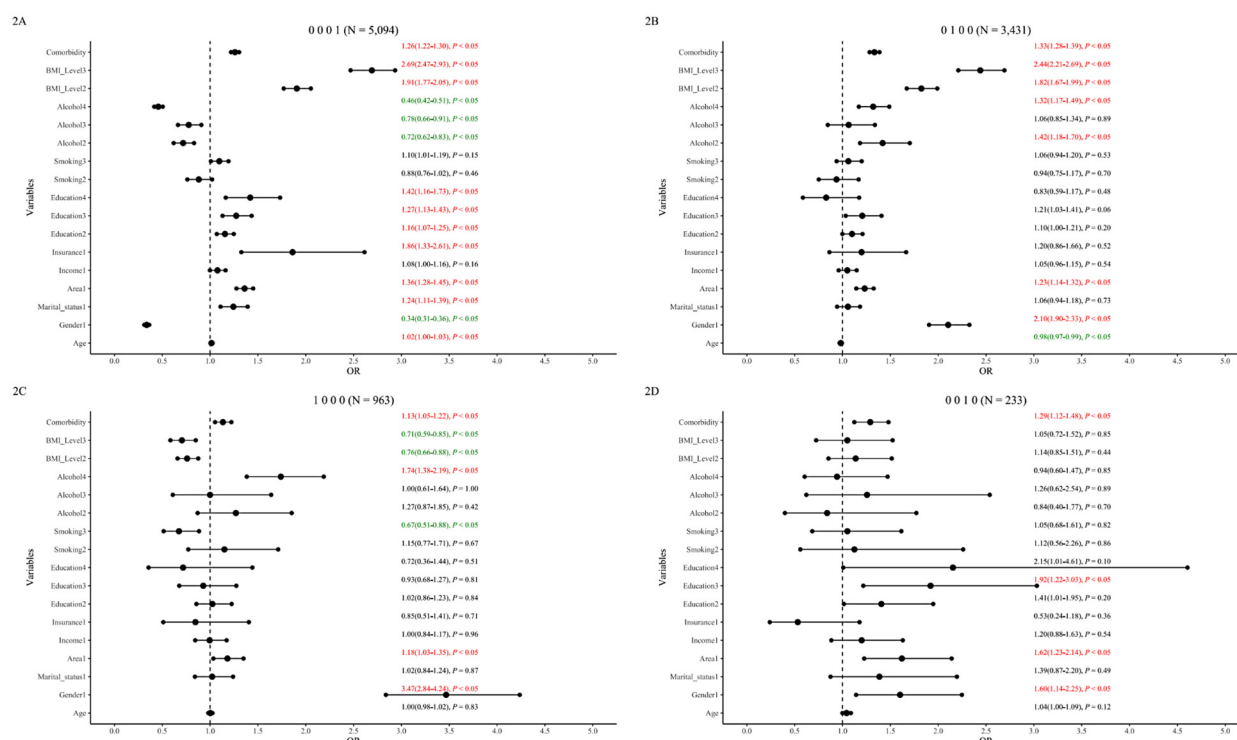 2A
0 0 0 1 (N = 5,094)
Variables
Comorbidity 1.26(1.22-1.30), P < 0.05
BMI_Level3 2.69(2.47-2.93), P < 0.05
BMI_Level2 1.91(1.77-2.05), P < 0.05
Alcohol4 0.46(0.42-0.51), P < 0.05
Alcohol3 0.78(0.66-0.91), P < 0.05
Alcohol2 0.72(0.62-0.83), P < 0.05
Smoking3 1.10(1.01-1.19), P = 0.15
Smoking2 0.88(0.76-1.02), P = 0.46
Education4 1.42(1.16-1.73), P < 0.05
Education3 1.27(1.13-1.43), P < 0.05
Education2 1.16(1.07-1.25), P < 0.05
Insurance1 1.86(1.33-2.61), P < 0.05
Income1 1.08(1.00-1.16), P = 0.16
Area1 1.36(1.28-1.45), P < 0.05
Marital_status1 1.24(1.11-1.39), P < 0.05
Gender1 0.34(0.31-0.36), P < 0.05
Age 1.02(1.00-1.03), P < 0.05
0.0 0.5 1.0 1.5 2.0 2.5 3.0 3.5 4.0 4.5 5.0
OR
2B
0 1 0 0 (N = 3,431)
Variables
Comorbidity 1.33(1.28-1.39), P < 0.05
BMI_Level3 2.44(2.21-2.69), P < 0.05
BMI_Level2 1.82(1.67-1.99), P < 0.05
Alcohol4 1.32(1.17-1.49), P < 0.05
Alcohol3 1.06(0.85-1.34), P = 0.89
Alcohol2 1.42(1.18-1.70), P < 0.05
Smoking3 1.06(0.94-1.20), P = 0.53
Smoking2 0.94(0.75-1.17), P = 0.70
Education4 0.83(0.59-1.17), P = 0.48
Education3 1.21(1.03-1.41), P = 0.06
Education2 1.10(1.00-1.21), P = 0.20
Insurance1 1.20(0.86-1.66), P = 0.52
Income1 1.05(0.96-1.15), P = 0.54
Area1 1.23(1.14-1.32), P < 0.05
Marital_status1 1.06(0.94-1.18), P = 0.73
Gender1 2.10(1.90-2.33), P < 0.05
Age 0.98(0.97-0.99), P < 0.05
0.0 0.5 1.0 1.5 2.0 2.5 3.0 3.5 4.0 4.5 5.0
OR
2C
1 0 0 0 (N = 963)
Variables
Comorbidity 1.13(1.05-1.22), P < 0.05
BMI_Level3 0.71(0.59-0.85), P < 0.05
BMI_Level2 0.76(0.66-0.88), P < 0.05
Alcohol4 1.74(1.38-2.19), P < 0.05
Alcohol3 1.00(0.61-1.64), P = 1.00
Alcohol2 1.27(0.87-1.85), P = 0.42
Smoking3 0.67(0.51-0.88), P < 0.05
Smoking2 1.15(0.77-1.71), P = 0.67
Education4 0.72(0.36-1.44), P = 0.51
Education3 0.93(0.68-1.27), P = 0.81
Education2 1.02(0.86-1.23), P = 0.84
Insurance1 0.85(0.51-1.41), P = 0.71
Income1 1.00(0.84-1.17), P = 0.96
Area1 1.18(1.03-1.35), P < 0.05
Marital_status1 1.02(0.84-1.24), P = 0.87
Gender1 3.47(2.84-4.24), P < 0.05
Age 1.00(0.98-1.02), P = 0.83
0.0 0.5 1.0 1.5 2.0 2.5 3.0 3.5 4.0 4.5 5.0
OR
2D
0 0 1 0 (N = 233)
Variables
Comorbidity 1.29(1.12-1.48), P < 0.05
BMI_Level3 1.05(0.72-1.52), P = 0.85
BMI_Level2 1.14(0.85-1.51), P = 0.44
Alcohol4 0.94(0.60-1.47), P = 0.85
Alcohol3 1.26(0.62-2.54), P = 0.89
Alcohol2 0.84(0.40-1.77), P = 0.70
Smoking3 1.05(0.68-1.61), P = 0.82
Smoking2 1.12(0.56-2.26), P = 0.86
Education4 2.15(1.01-4.61), P = 0.10
Education3 1.92(1.22-3.03), P < 0.05
Education2 1.41(1.01-1.95), P = 0.20
Insurance1 0.53(0.24-1.18), P = 0.36
Income1 1.20(0.88-1.63), P = 0.54
Area1 1.62(1.23-2.14), P < 0.05
Marital_status1 1.39(0.87-2.20), P = 0.49
Gender1 1.60(1.14-2.25), P < 0.05
Age 1.04(1.00-1.09), P = 0.12
0.0 0.5 1.0 1.5 2.0 2.5 3.0 3.5 4.0 4.5 5.0
OR